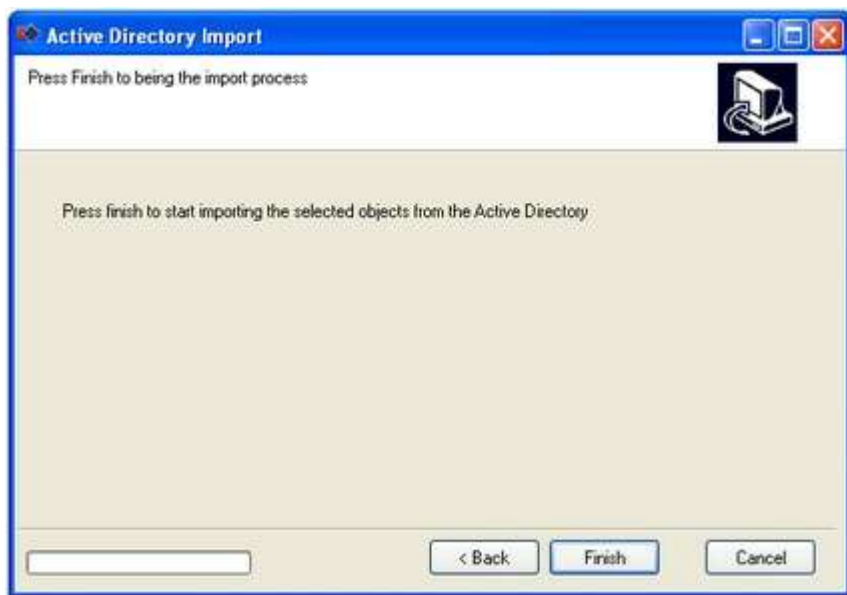 Active Directory Import
Press Finish to being the import process
Press finish to start importing the selected objects from the Active Directory
< Back
Finish
Cancel